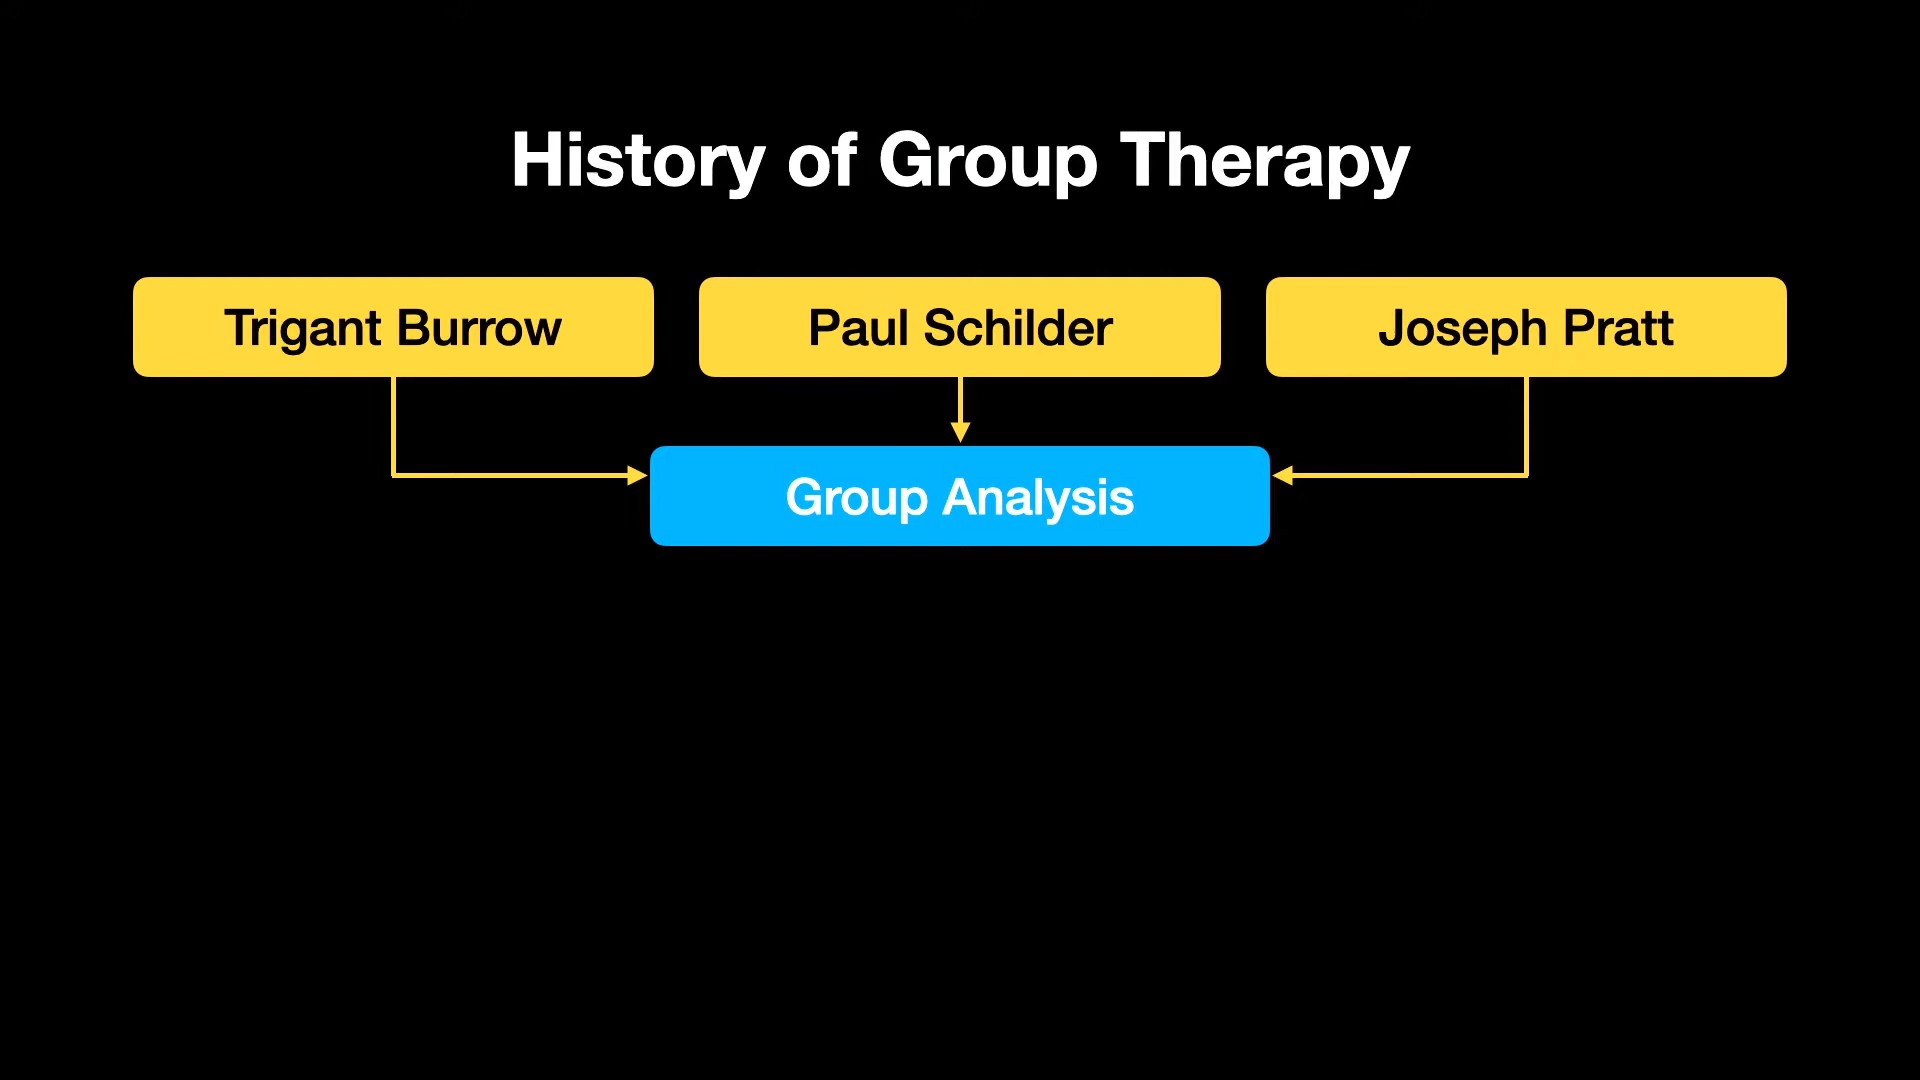 History of Group Therapy
Trigant Burrow
Paul Schilder
Joseph Pratt
Group Analysis